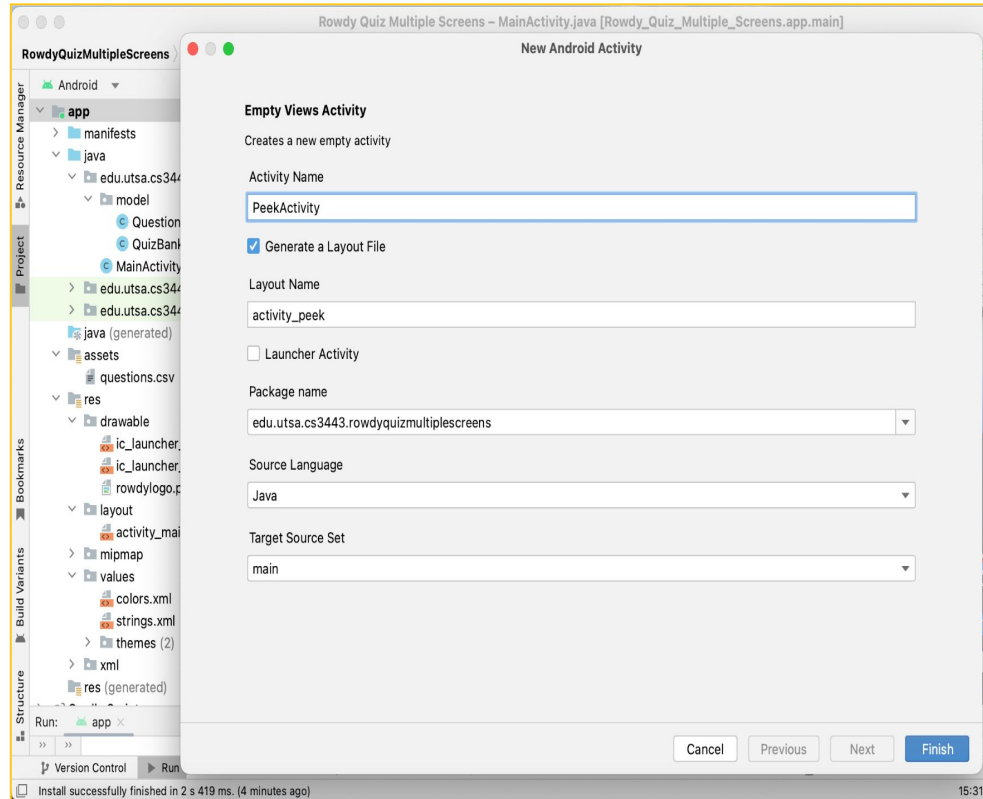 Rowdy Quiz Multiple Screens – MainActivity.java [Rowdy_Quiz_Multiple_Screens.app.main]
RowdyQuizMultipleScreens
New Android Activity
Resource Manager
Project
Bookmarks
Build Variants
Structure
Android
app
manifests
java
edu.utsa.cs344
model
Question
QuizBank
MainActivity
edu.utsa.cs344
edu.utsa.cs344
java (generated)
assets
questions.csv
res
drawable
ic_launcher_
ic_launcher_
rowdylogo.p
layout
activity_mai
mipmap
values
colors.xml
strings.xml
themes (2)
xml
res (generated)
Empty Views Activity
Creates a new empty activity
Activity Name
PeekActivity
Generate a Layout File
Layout Name
activity_peek
Launcher Activity
Package name
edu.utsa.cs3443.rowdyquizmultiplescreens
Source Language
Java
Target Source Set
main
Cancel
Previous
Next
Finish
Run:
app
Version Control
Run
Install successfully finished in 2 s 419 ms. (4 minutes ago)
15:31